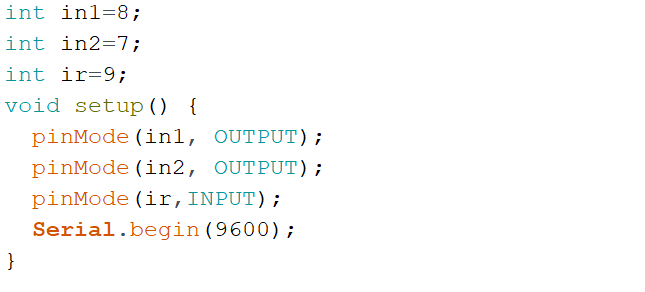 int in1=8;
int in2=7;
int ir=9;
void setup() {
  pinMode(in1, OUTPUT);
  pinMode(in2, OUTPUT);
  pinMode(ir,INPUT);
  Serial.begin(9600);
}